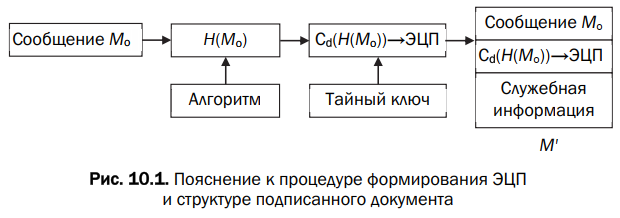 Сообщение Mo
H(Mo)
Cd(H(Mo))→ЭЦП
Сообщение Mo
Cd(H(Mo))→ЭЦП
Служебная
информация
Алгоритм
Тайный ключ
M'
Рис. 10.1. Пояснение к процедуре формирования ЭЦП
и структуре подписанного документа